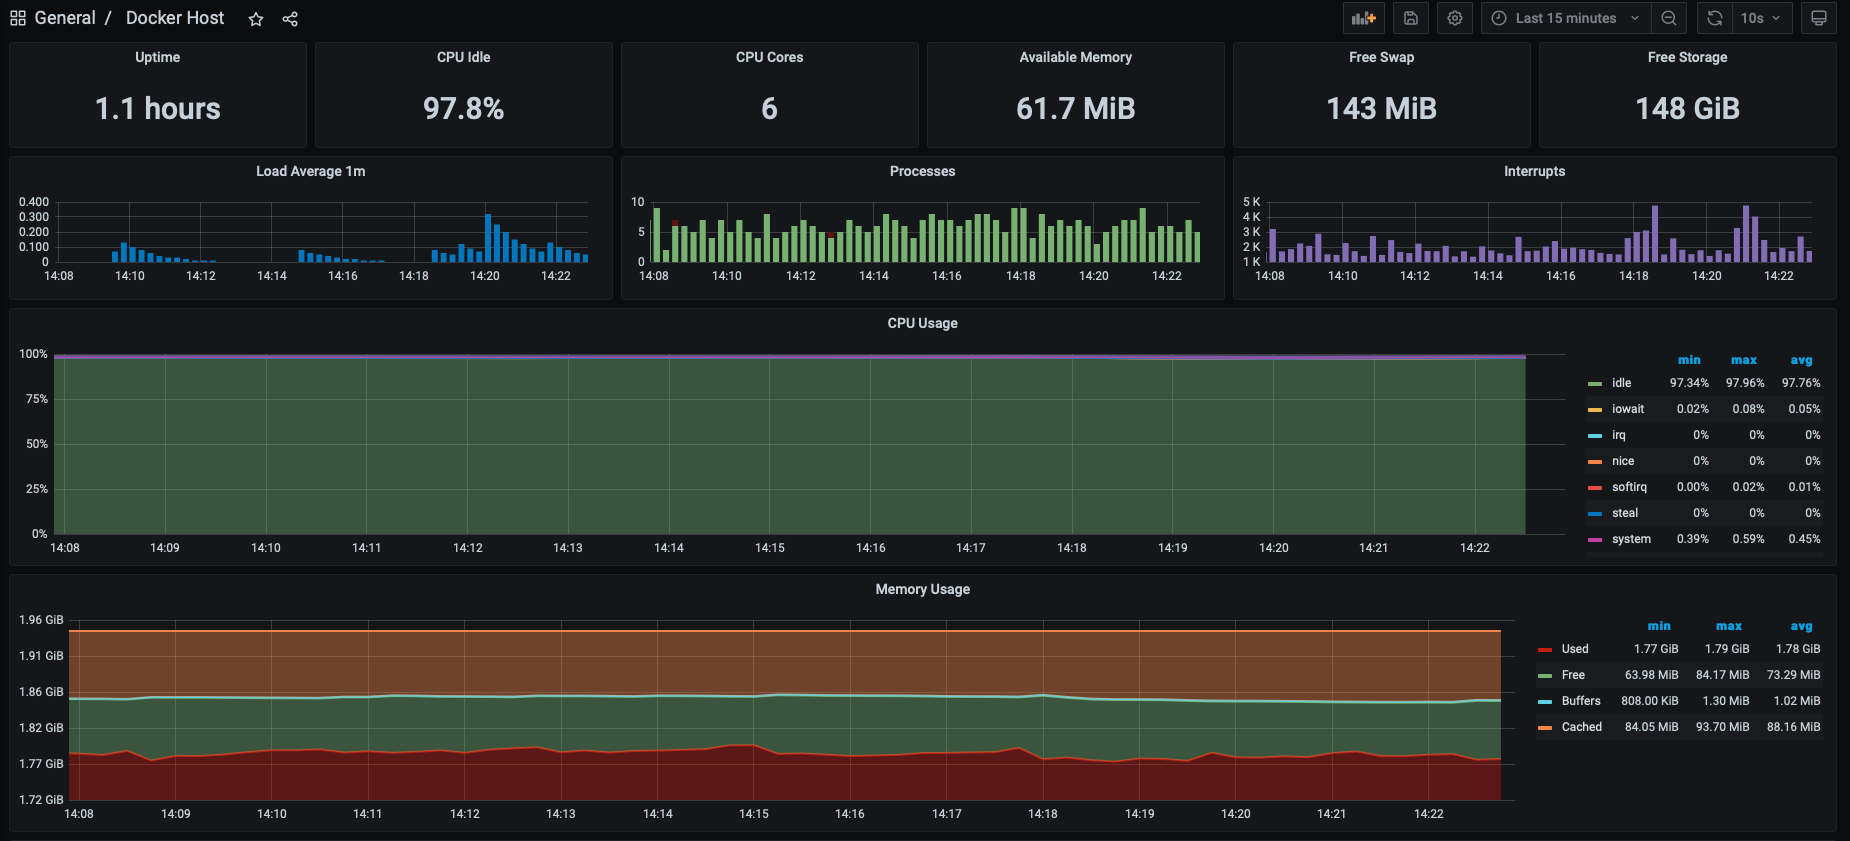 General / Docker Host
Last 15 minutes
10s
Uptime
1.1 hours
CPU Idle
97.8%
CPU Cores
6
Available Memory
61.7 MiB
Free Swap
143 MiB
Free Storage
148 GiB
Load Average 1m
0.400
0.300
0.200
0.100
0
14:08 14:10 14:12 14:14 14:16 14:18 14:20 14:22
Processes
10
5
0
14:08 14:10 14:12 14:14 14:16 14:18 14:20 14:22
Interrupts
5 K
4 K
3 K
2 K
1 K
14:08 14:10 14:12 14:14 14:16 14:18 14:20 14:22
CPU Usage
100%
75%
50%
25%
0%
14:08 14:09 14:10 14:11 14:12 14:13 14:14 14:15 14:16 14:17 14:18 14:19 14:20 14:21 14:22
min max avg
idle 97.34% 97.96% 97.76%
iowait 0.02% 0.08% 0.05%
irq 0% 0% 0%
nice 0% 0% 0%
softirq 0.00% 0.02% 0.01%
steal 0% 0% 0%
system 0.39% 0.59% 0.45%
Memory Usage
1.96 GiB
1.91 GiB
1.86 GiB
1.82 GiB
1.77 GiB
1.72 GiB
14:08 14:09 14:10 14:11 14:12 14:13 14:14 14:15 14:16 14:17 14:18 14:19 14:20 14:21 14:22
min max avg
Used 1.77 GiB 1.79 GiB 1.78 GiB
Free 63.98 MiB 84.17 MiB 73.29 MiB
Buffers 808.00 KiB 1.30 MiB 1.02 MiB
Cached 84.05 MiB 93.70 MiB 88.16 MiB